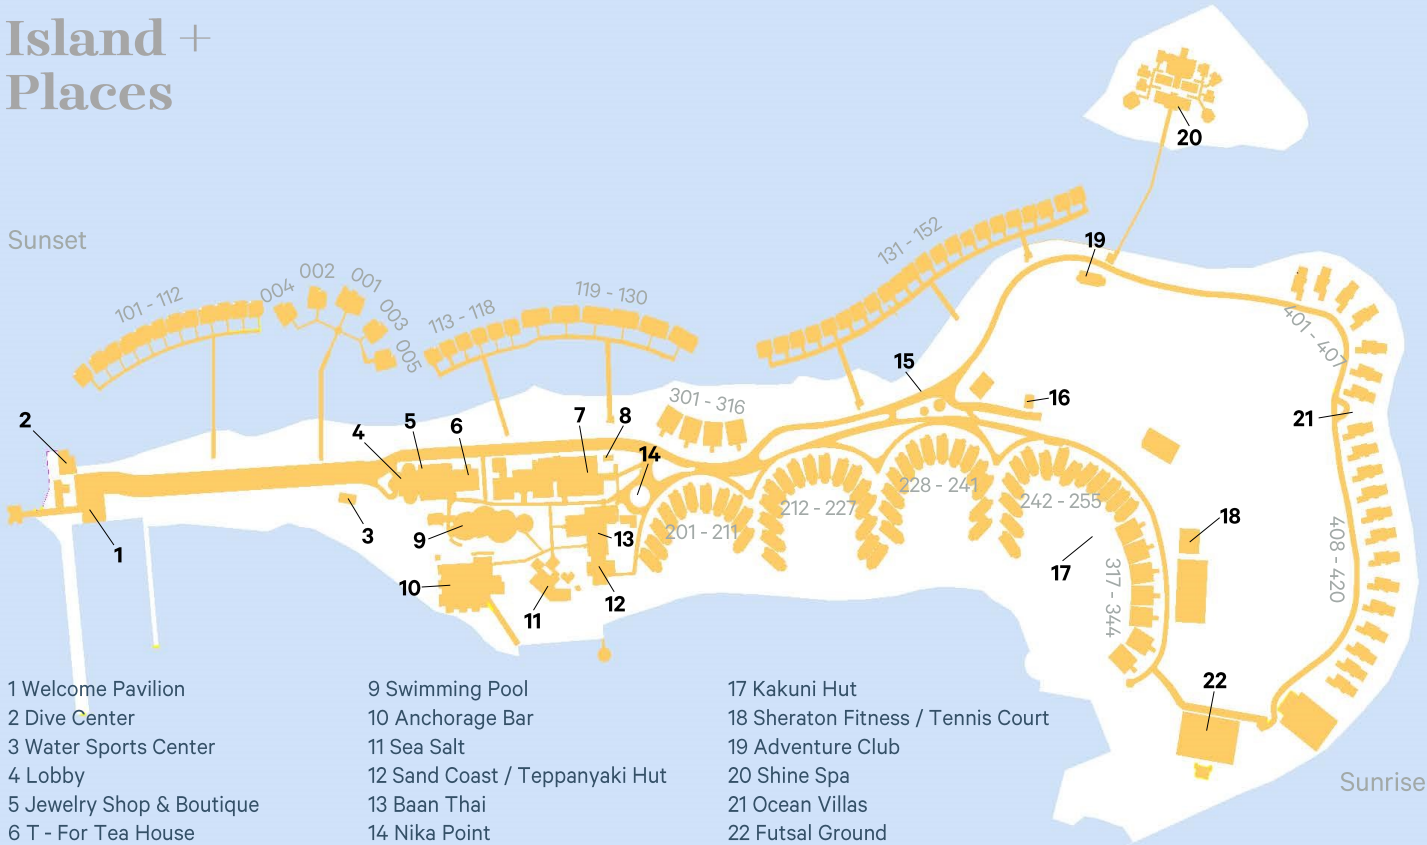 Island +
Places
Sunset
101 - 112
004
002
001
003
005
113 - 118
119 - 130
131 - 152
20
19
401 - 407
2
4
5
6
7
8
301 - 316
15
16
21
14
201 - 211
212 - 227
228 - 241
242 - 255
18
408 - 420
1
3
9
13
17
317 - 344
10
11
12
22
Sunrise
1 Welcome Pavilion
2 Dive Center
3 Water Sports Center
4 Lobby
5 Jewelry Shop & Boutique
6 T - For Tea House
9 Swimming Pool
10 Anchorage Bar
11 Sea Salt
12 Sand Coast / Teppanyaki Hut
13 Baan Thai
14 Nika Point
17 Kakuni Hut
18 Sheraton Fitness / Tennis Court
19 Adventure Club
20 Shine Spa
21 Ocean Villas
22 Futsal Ground